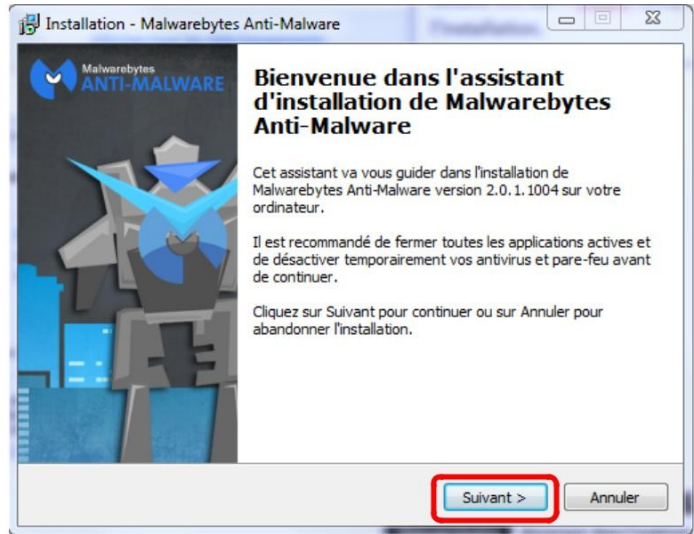 Installation - Malwarebytes Anti-Malware
Malwarebytes
ANTI-MALWARE
Bienvenue dans l'assistant
d'installation de Malwarebytes
Anti-Malware
Cet assistant va vous guider dans l'installation de
Malwarebytes Anti-Malware version 2.0.1.1004 sur votre
ordinateur.
Il est recommandé de fermer toutes les applications actives et
de désactiver temporairement vos antivirus et pare-feu avant
de continuer.
Cliquez sur Suivant pour continuer ou sur Annuler pour
abandonner l'installation.
Suivant >
Annuler